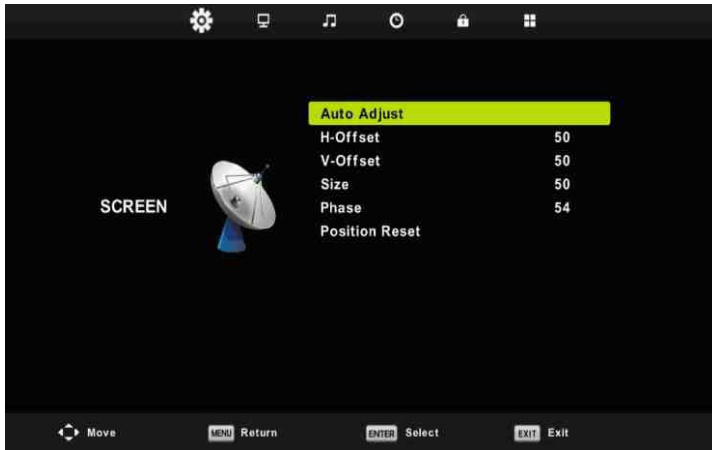 Auto Adjust
H-Offset 50
V-Offset 50
Size 50
SCREEN
Phase 54
Position Reset
Move MENU Return ENTER Select EXIT Exit